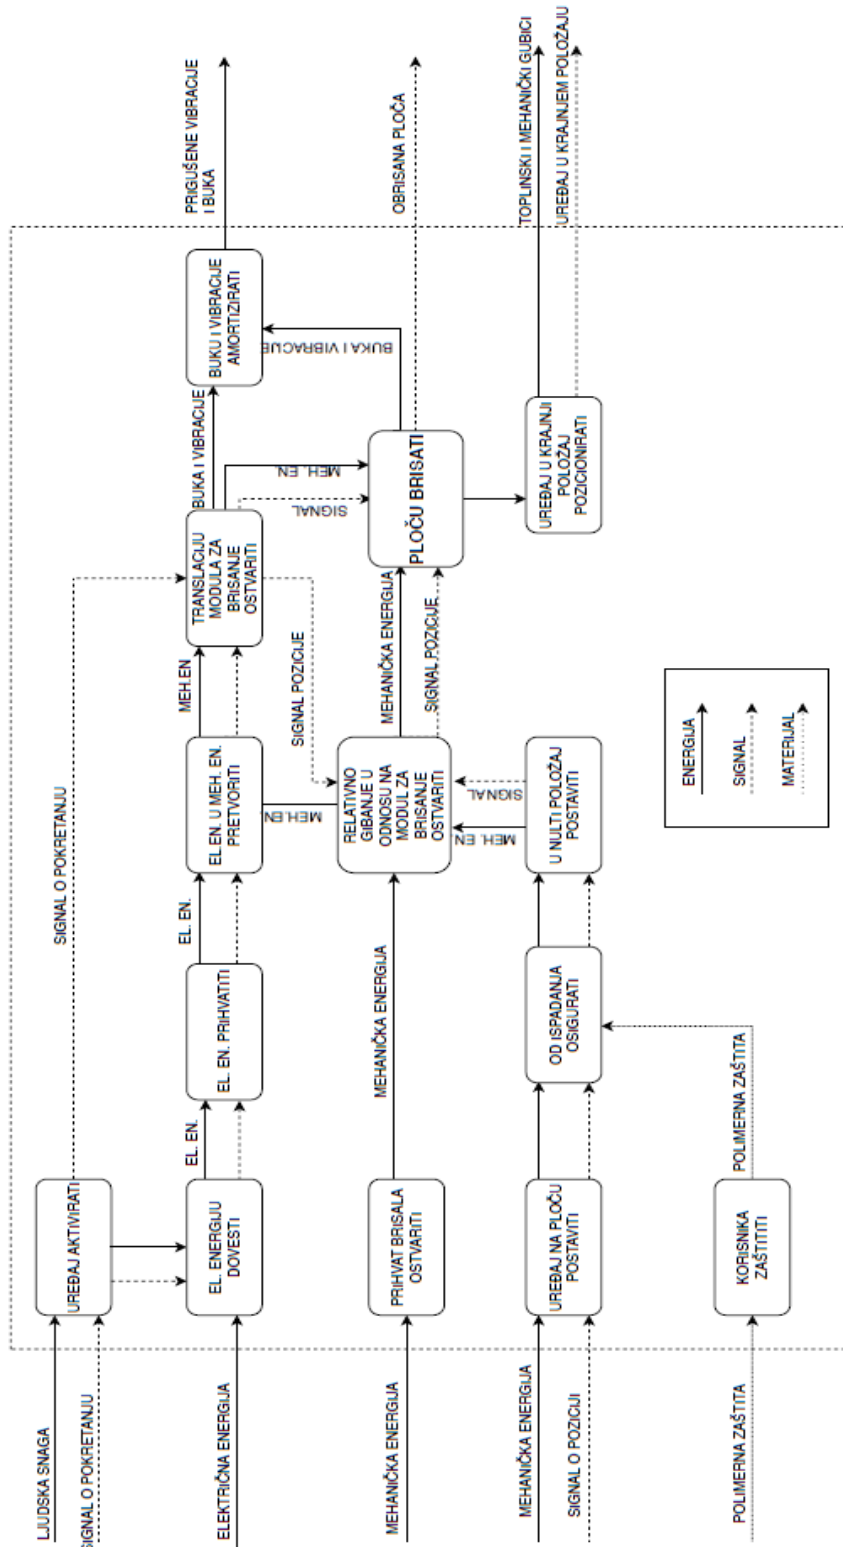 LJUDSKA SNAGA
SIGNAL O POKRETANJU
ELEKTRIČNA ENERGIJA
MEHANIČKA ENERGIJA
MEHANIČKA ENERGIJA
SIGNAL O POZICIJI
POLIMERNA ZAŠTITA
UREĐAJ AKTIVIRATI
EL. ENERGIJU
DOVESTI
PRIHVAT BRISALA
OSTVARITI
UREĐAJ NA PLOČU
POSTAVITI
KORISNIKA
ZAŠTITITI
SIGNAL O POKRETANJU
EL. EN.
EL. EN. PRIHVATITI
EL. EN.
EL.EN. U MEH. EN.
PRETVORITI
MEH.EN
TRANSLACIJU
MODULA ZA
BRISANJE
OSTVARITI
BUKA I VIBRACIJE
BUKU I VIBRACIJE
AMORTIZIRATI
PRIGUŠENE VIBRACIJE
I BUKA
MEHANIČKA ENERGIJA
MEH.EN.
SIGNAL POZICIJE
RELATIVNO
GIBANJE U
ODNOSU NA
MODUL ZA
BRISANJE
OSTVARITI
MEHANIČKA ENERGIJA
SIGNAL POZICIJE
SIGNAL
MEH. EN.
PLOČU BRISATI
BUKA I VIBRACIJE
OBRISANA PLOČA
OD ISPADANJA
OSIGURATI
U NULTI POLOŽAJ
POSTAVITI
MEH. EN.
SIGNAL
UREĐAJ U KRAJNJI
POLOŽAJ
POZICIONIRATI
TOPLINSKI I MEHANIČKI GUBICI
UREĐAJ U KRAJNJEM POLOŽAJU
POLIMERNA ZAŠTITA
ENERGIJA
SIGNAL
MATERIJAL